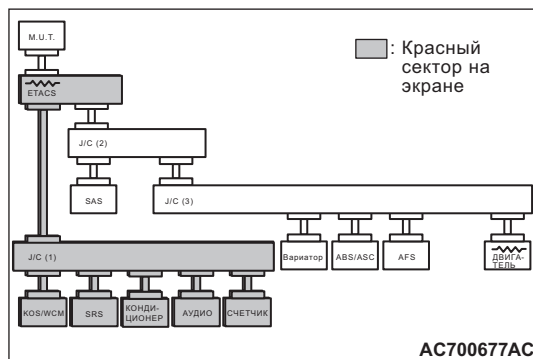 M.U.T.
: Красный
сектор на
экране
ETACS
J/C (2)
SAS
J/C (3)
J/C (1)
Вариатор
ABS/ASC
AFS
ДВИГА-
ТЕЛЬ
KOS/WCM
SRS
КОНДИ-
ЦИОНЕР
АУДИО
СЧЕТЧИК
AC700677AC